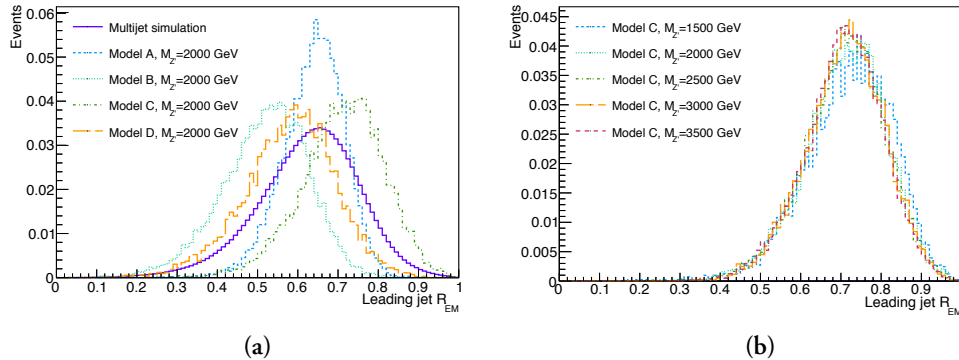 Events
0.06
0.05
0.04
0.03
0.02
0.01
0
Multijet simulation
Model A, M_Z'=2000 GeV
Model B, M_Z'=2000 GeV
Model C, M_Z'=2000 GeV
Model D, M_Z'=2000 GeV
0 0.1 0.2 0.3 0.4 0.5 0.6 0.7 0.8 0.9 1
Leading jet R_EM
(a)
Events
0.045
0.04
0.035
0.03
0.025
0.02
0.015
0.01
0.005
0
Model C, M_Z'=1500 GeV
Model C, M_Z'=2000 GeV
Model C, M_Z'=2500 GeV
Model C, M_Z'=3000 GeV
Model C, M_Z'=3500 GeV
0 0.1 0.2 0.3 0.4 0.5 0.6 0.7 0.8 0.9
Leading jet R_EM
(b)